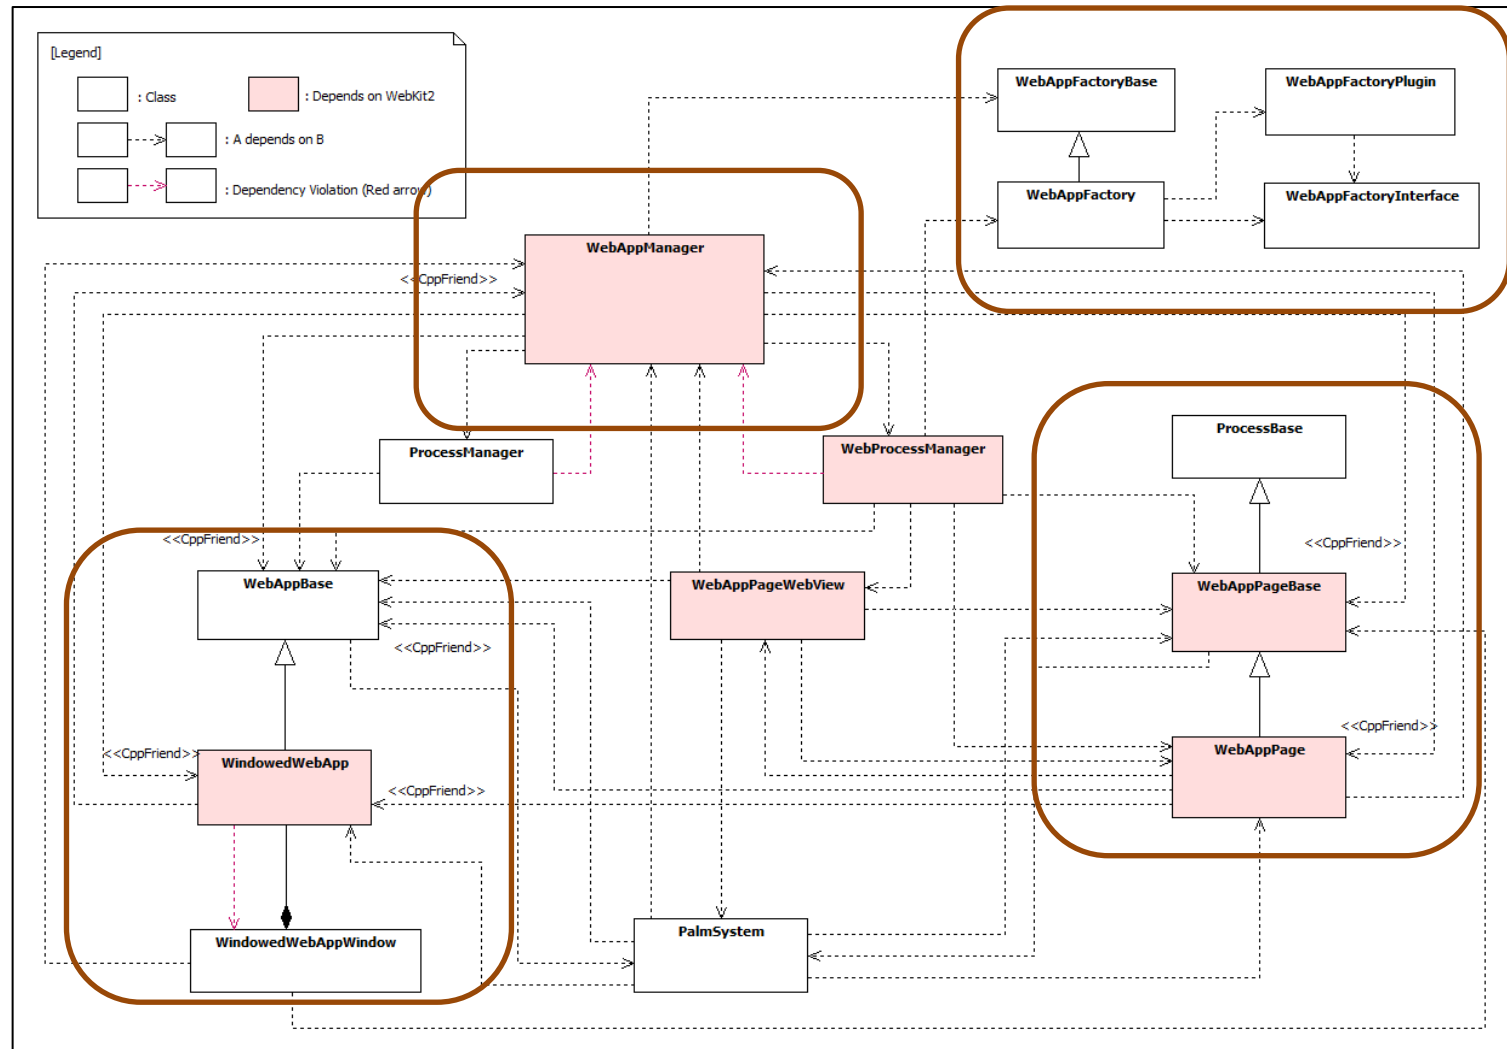 [Legend]
: Class
: Depends on WebKit2
: A depends on B
: Dependency Violation (Red arrow)
WebAppFactoryBase
WebAppFactoryPlugin
WebAppFactory
WebAppFactoryInterface
WebAppManager
<<CppFriend>>
ProcessManager
WebProcessManager
ProcessBase
<<CppFriend>>
<<CppFriend>>
WebAppBase
WebAppPageWebView
WebAppPageBase
<<CppFriend>>
<<CppFriend>>
<<CppFriend>>
WindowedWebApp
WebAppPage
<<CppFriend>>
WindowedWebAppWindow
PalmSystem